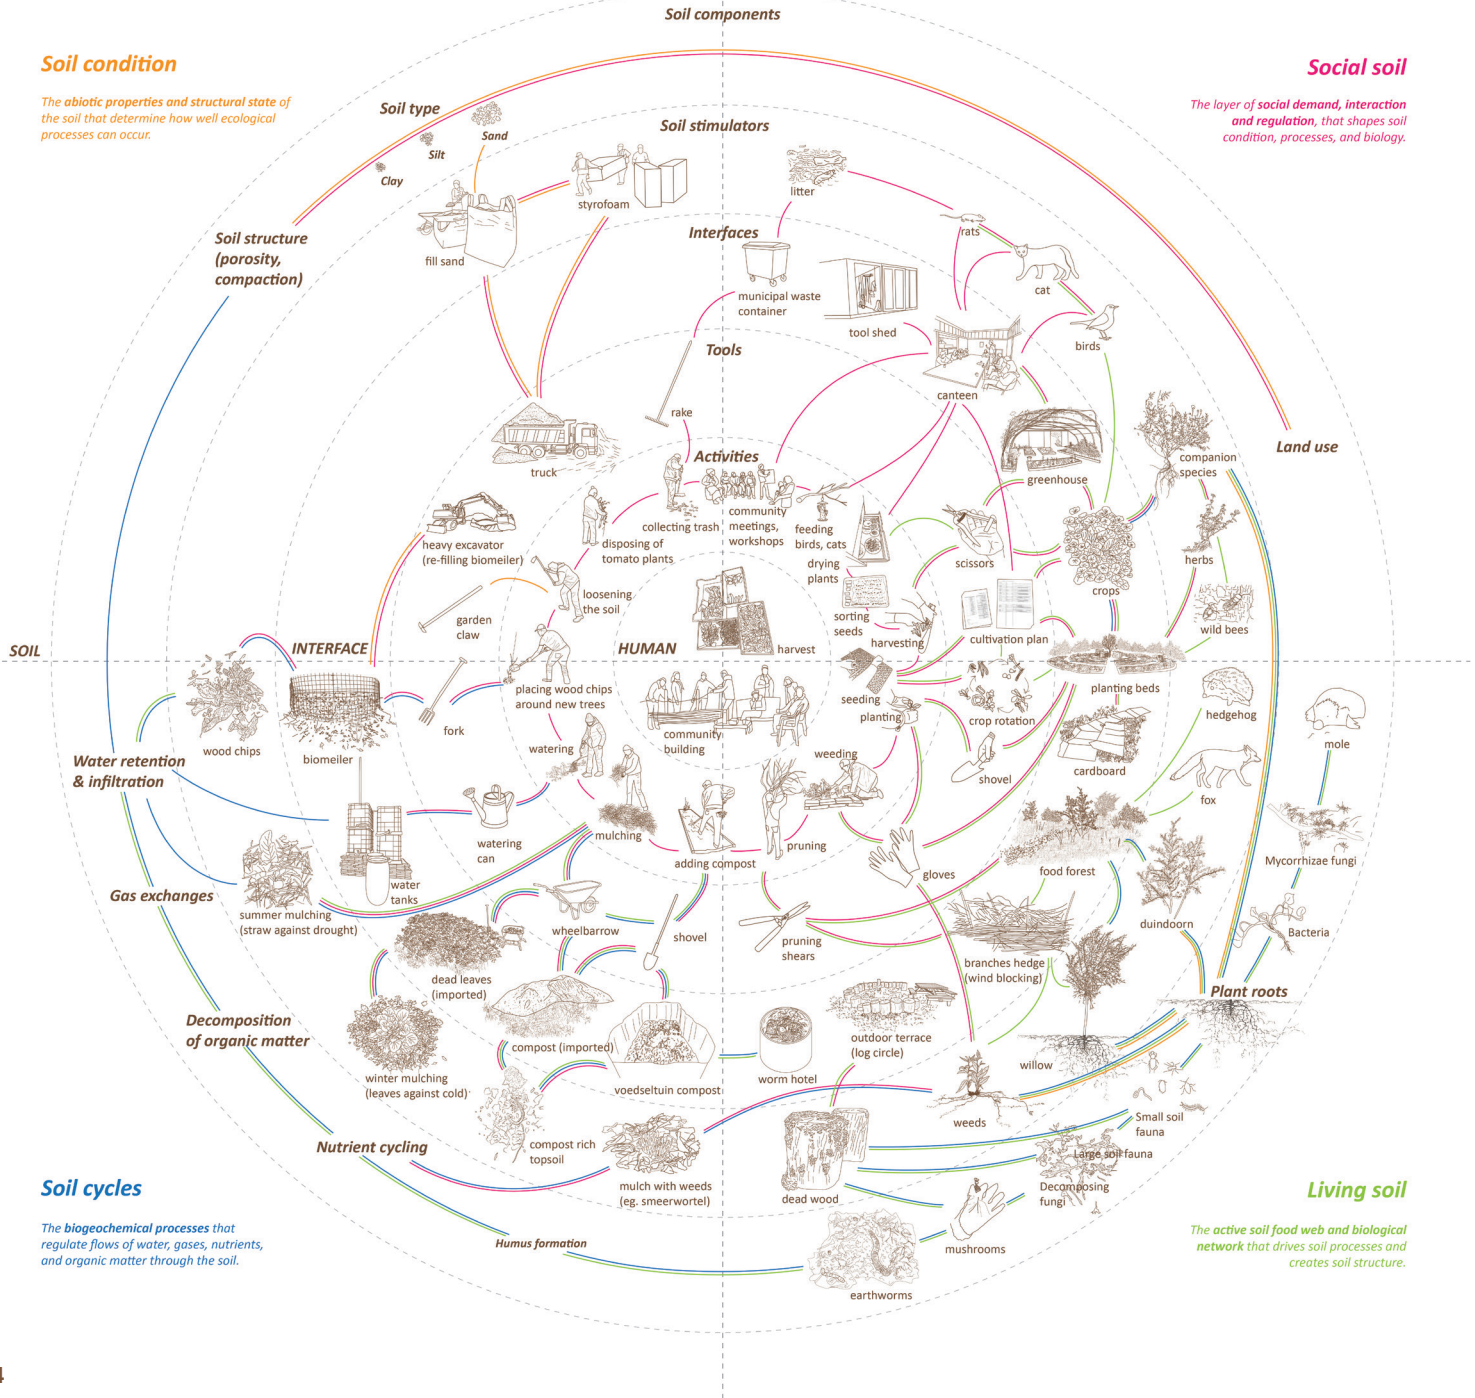 Soil components
Soil condition
The abiotic properties and structural state of
the soil that determine how well ecological
processes can occur.
Social soil
The layer of social demand, interaction
and regulation, that shapes soil
condition, processes, and biology.
Soil type
Sand
Silt
Clay
Soil stimulators
styrofoam
litter
rats
Soil structure
(porosity,
compaction)
fill sand
Interfaces
municipal waste
container
tool shed
cat
birds
Tools
canteen
rake
truck
Land use
companion
species
greenhouse
Activities
collecting trash
community
meetings,
workshops
feeding
birds, cats
disposing of
tomato plants
heavy excavator
(re-filling biomeiler)
drying
plants
scissors
herbs
crops
loosening
the soil
garden
claw
sorting
seeds
harvesting
cultivation plan
wild bees
SOIL
INTERFACE
HUMAN
harvest
placing wood chips
around new trees
seeding
planting
crop rotation
planting beds
hedgehog
fork
wood chips
biomeiler
community
building
watering
weeding
shovel
cardboard
mole
fox
Water retention
& infiltration
watering
can
mulching
adding compost
pruning
gloves
food forest
Mycorrhizae fungi
Gas exchanges
water
tanks
summer mulching
(straw against drought)
wheelbarrow
shovel
pruning
shears
branches hedge
(wind blocking)
duindoorn
Bacteria
dead leaves
(imported)
Plant roots
Decomposition
of organic matter
compost (imported)
outdoor terrace
(log circle)
willow
winter mulching
(leaves against cold)
voedseltuin compost
worm hotel
weeds
Small soil
fauna
Nutrient cycling
compost rich
topsoil
Large soil fauna
mulch with weeds
(eg. smeerwortel)
dead wood
Decomposing
fungi
Soil cycles
The biogeochemical processes that
regulate flows of water, gases, nutrients,
and organic matter through the soil.
Humus formation
mushrooms
earthworms
Living soil
The active soil food web and biological
network that drives soil processes and
creates soil structure.
4